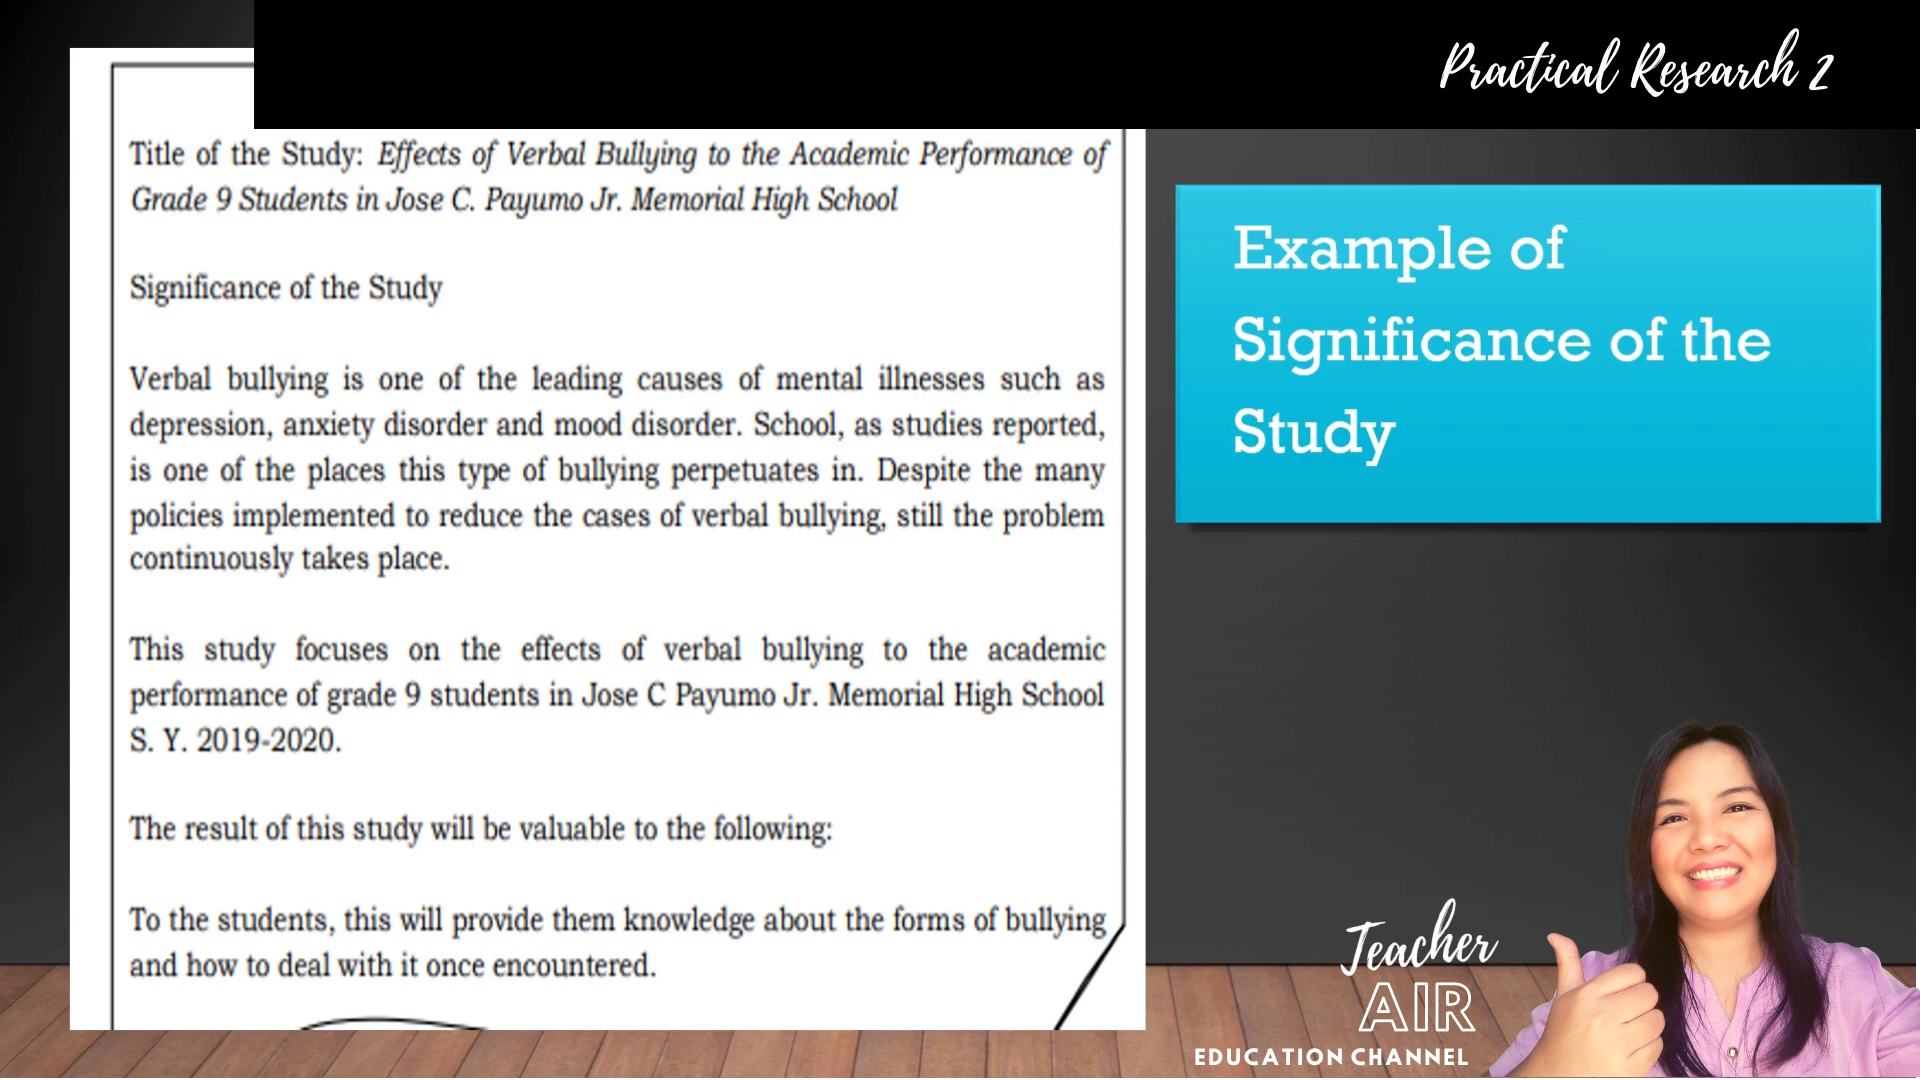 Practical Research 2
Title of the Study: Effects of Verbal Bullying to the Academic Performance of
Grade 9 Students in Jose C. Payumo Jr. Memorial High School
Significance of the Study
Verbal bullying is one of the leading causes of mental illnesses such as
depression, anxiety disorder and mood disorder. School, as studies reported,
is one of the places this type of bullying perpetuates in. Despite the many
policies implemented to reduce the cases of verbal bullying, still the problem
continuously takes place.
This study focuses on the effects of verbal bullying to the academic
performance of grade 9 students in Jose C Payumo Jr. Memorial High School
S. Y. 2019-2020.
The result of this study will be valuable to the following:
To the students, this will provide them knowledge about the forms of bullying
and how to deal with it once encountered.
Example of
Significance of the
Study
Teacher
AIR
EDUCATION CHANNEL